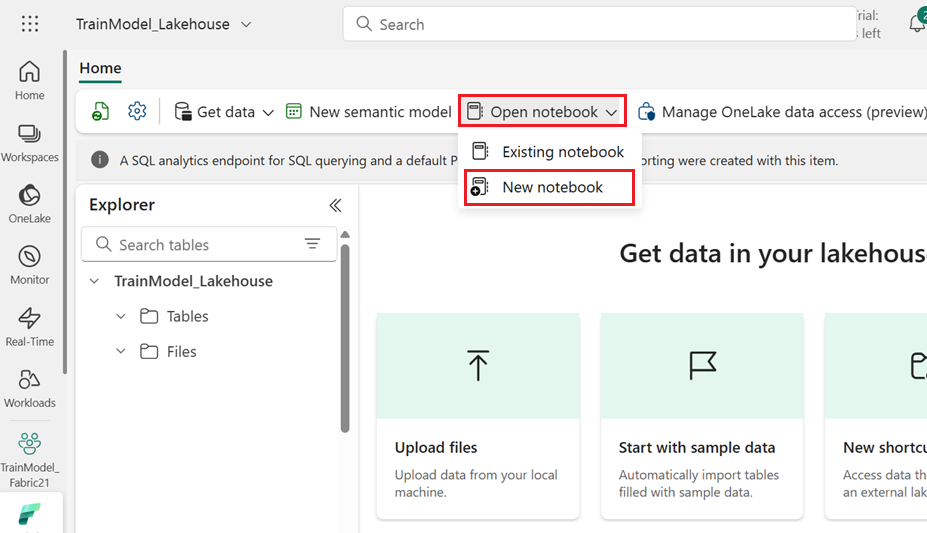 TrainModel_Lakehouse
Search
rial:
left
2
Home
Home
Workspaces
OneLake
Monitor
Real-Time
Workloads
TrainModel_
Fabric21
Get data
New semantic model
Open notebook
Manage OneLake data access (preview)
Existing notebook
New notebook
A SQL analytics endpoint for SQL querying and a default P
orting were created with this item.
Explorer
Search tables
TrainModel_Lakehouse
Tables
Files
Get data in your lakehous
Upload files
Upload data from your local
machine.
Start with sample data
Automatically import tables
filled with sample data.
New shortcu
Access data th
an external lak